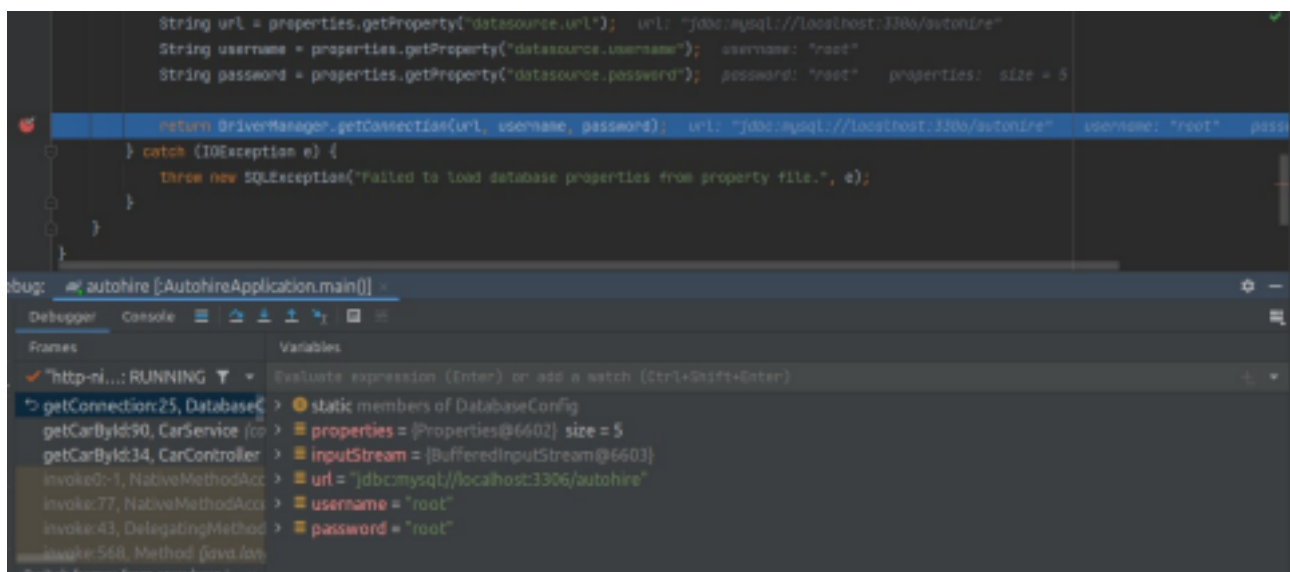 String url = properties.getProperty("datasource.url"); url: "jdbc:mysql://localhost:3306/autohire"
String username = properties.getProperty("datasource.username"); username: "root"
String password = properties.getProperty("datasource.password"); password: "root" properties: size = 5
return DriverManager.getConnection(url, username, password); url: "jdbc:mysql://localhost:3306/autohire" username: "root" passw
} catch (IOException e) {
throw new SQLException("Failed to load database properties from property file.", e);
}
}
}
ebug: autohire [:AutohireApplication.main()] ×
Debugger Console
Frames Variables
"http-ni...: RUNNING Evaluate expression (Enter) or add a watch (Ctrl+Shift+Enter)
getConnection:25, DatabaseC > static members of DatabaseConfig
getCarById:90, CarService (co > properties = {Properties@6602} size = 5
getCarById:34, CarController > inputStream = {BufferedInputStream@6603}
invoke0:-1, NativeMethodAcc > url = "jdbc:mysql://localhost:3306/autohire"
invoke:77, NativeMethodAcce > username = "root"
invoke:43, DelegatingMethod > password = "root"
invoke:568, Method (java.lan